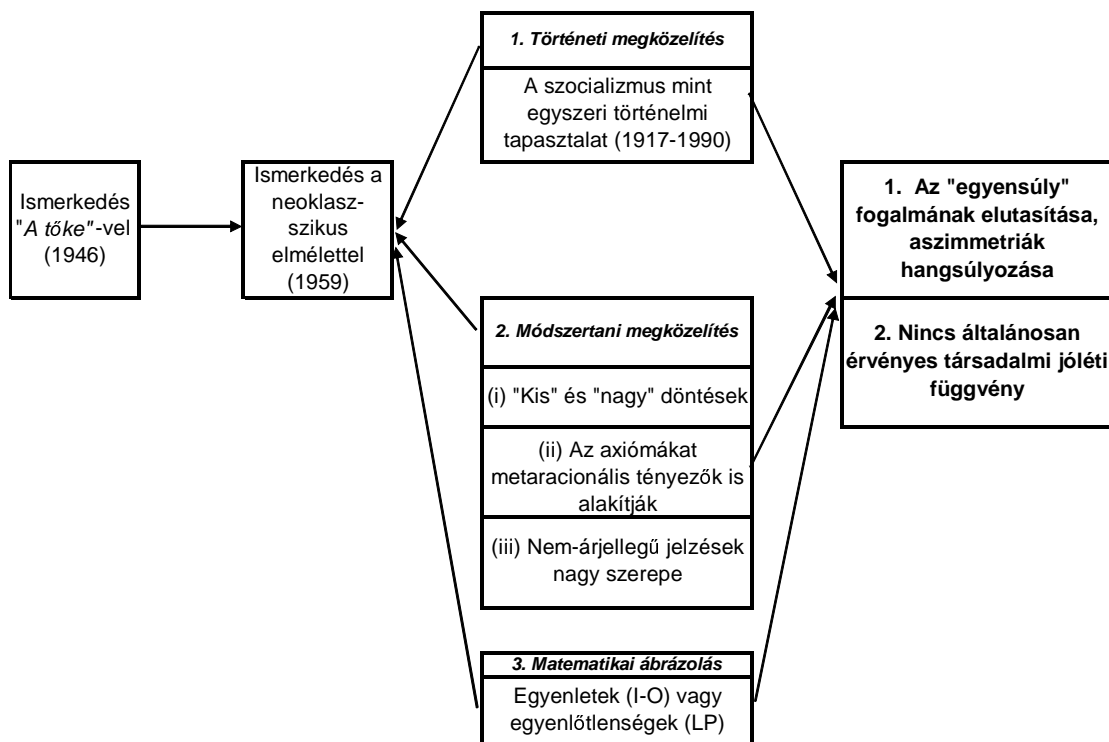 Ismerkedés
"A tőke"-vel
(1946)
Ismerkedés a
neoklasz-
szikus
elmélettel
(1959)
1. Történeti megközelítés
A szocializmus mint
egyszeri történelmi
tapasztalat (1917-1990)
2. Módszertani megközelítés
(i) "Kis" és "nagy" döntések
(ii) Az axiómákat
metaracionális tényezők is
alakítják
(iii) Nem-árjellegű jelzések
nagy szerepe
3. Matematikai ábrázolás
Egyenletek (I-O) vagy
egyenlőtlenségek (LP)
1. Az "egyensúly"
fogalmának elutasítása,
aszimmetriák
hangsúlyozása
2. Nincs általánosan
érvényes társadalmi jóléti
függvény